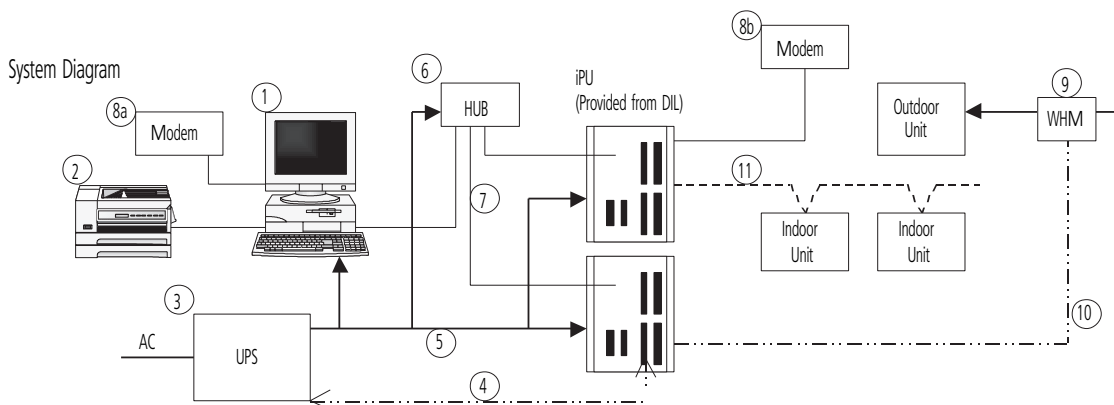 System Diagram
8a
Modem
1
2
6
HUB
7
iPU
(Provided from DIL)
8b
Modem
Outdoor
Unit
9
WHM
11
Indoor
Unit
Indoor
Unit
10
3
AC
UPS
5
4